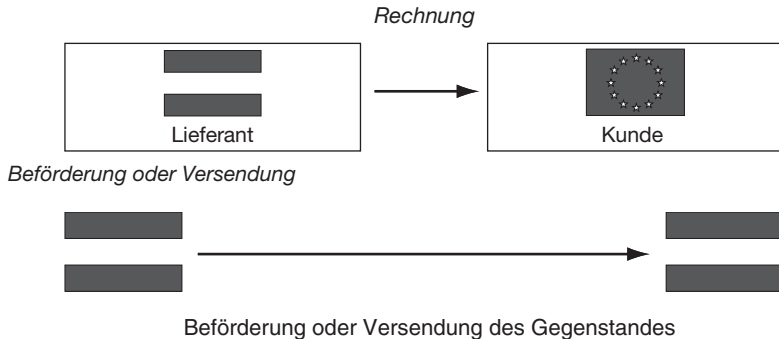 Rechnung
Lieferant
Kunde
Beförderung oder Versendung
Beförderung oder Versendung des Gegenstandes